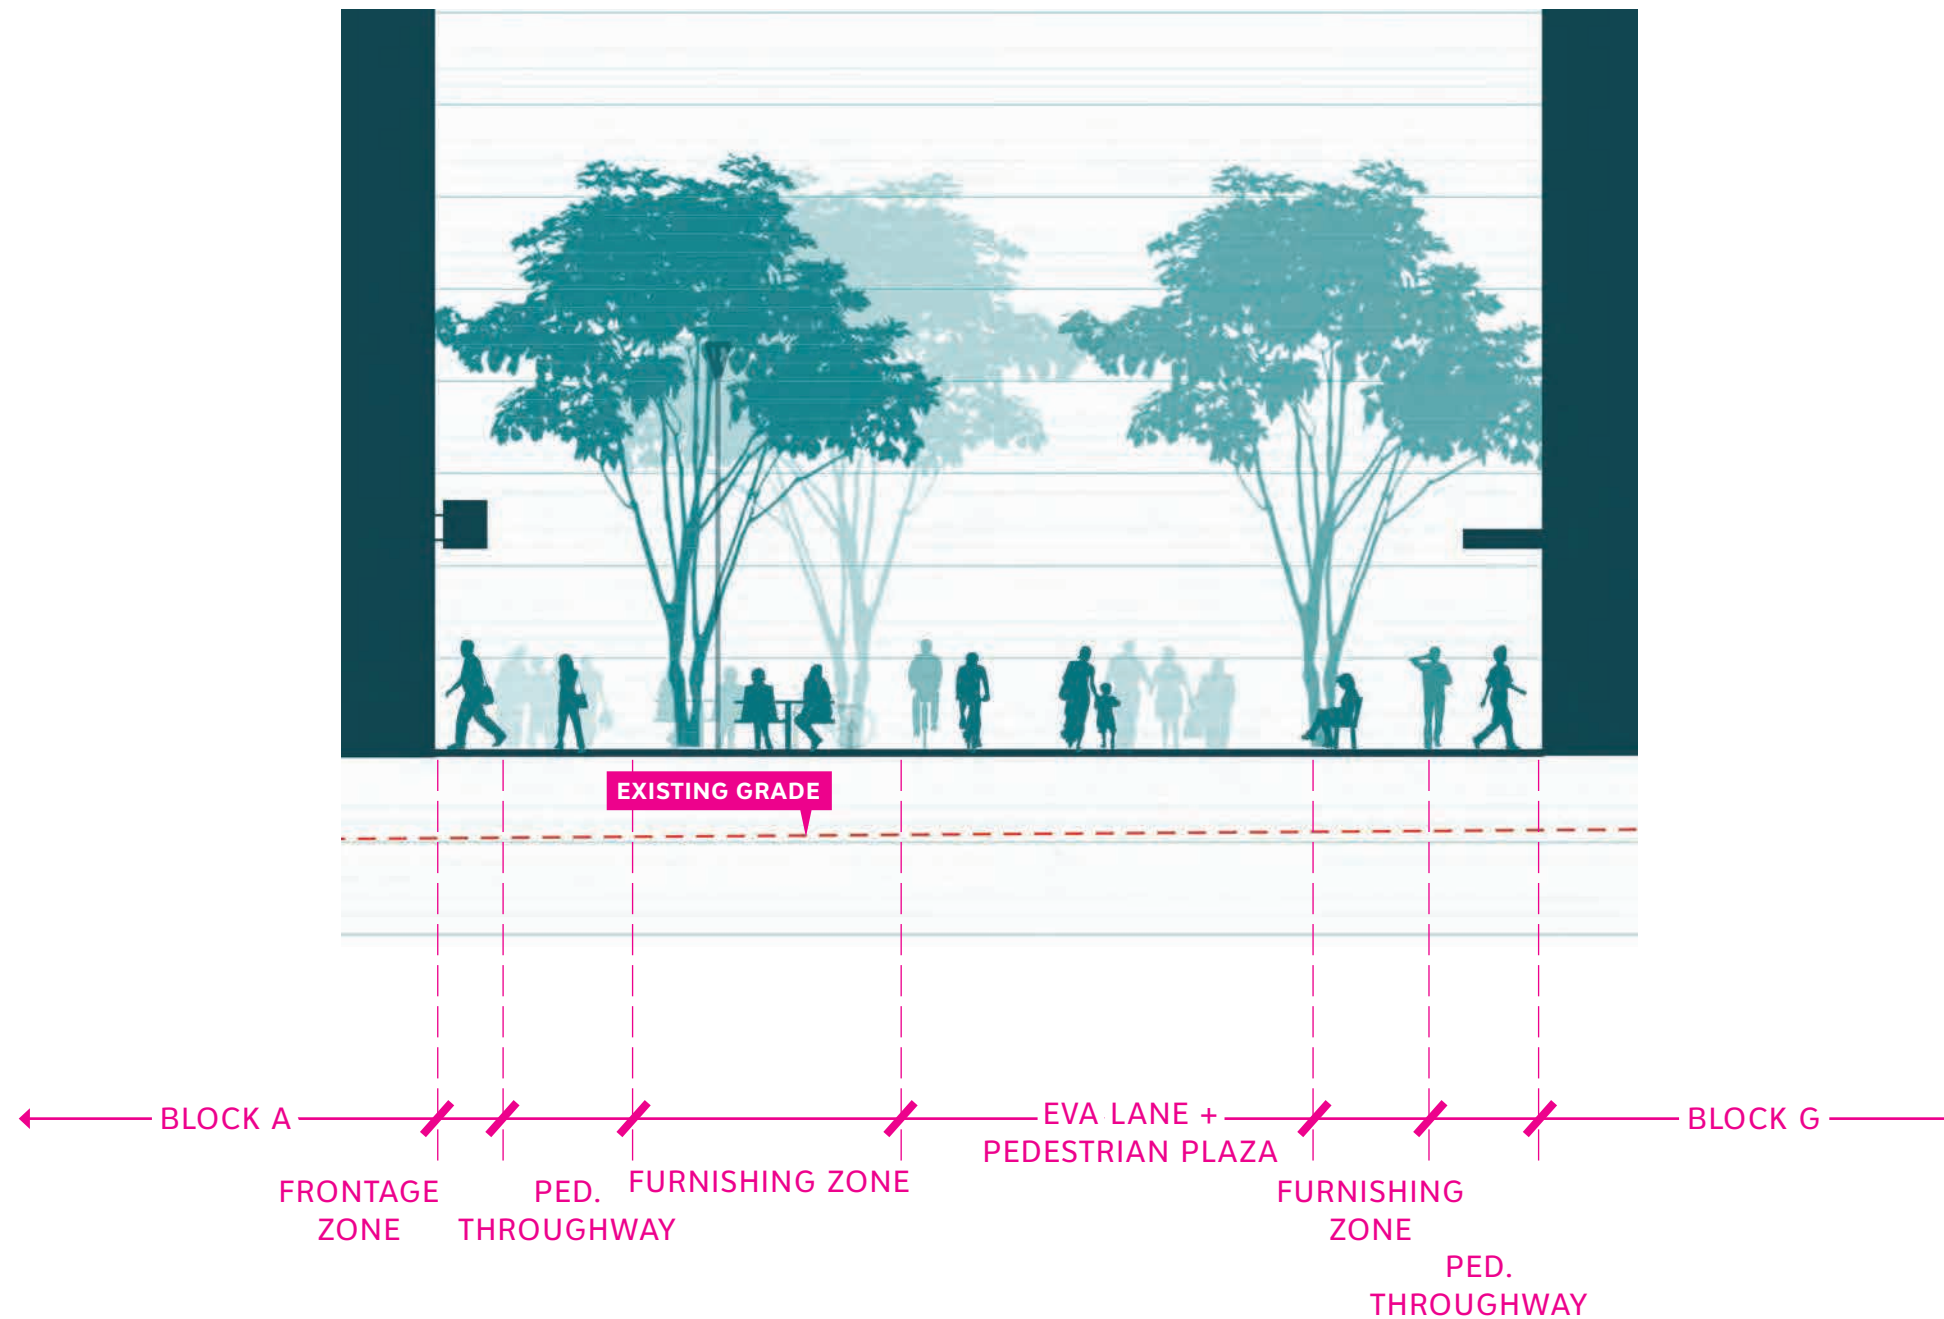 EXISTING GRADE
BLOCK A
EVA LANE +
PEDESTRIAN PLAZA
BLOCK G
FRONTAGE
ZONE
PED.
THROUGHWAY
FURNISHING ZONE
FURNISHING
ZONE
PED.
THROUGHWAY